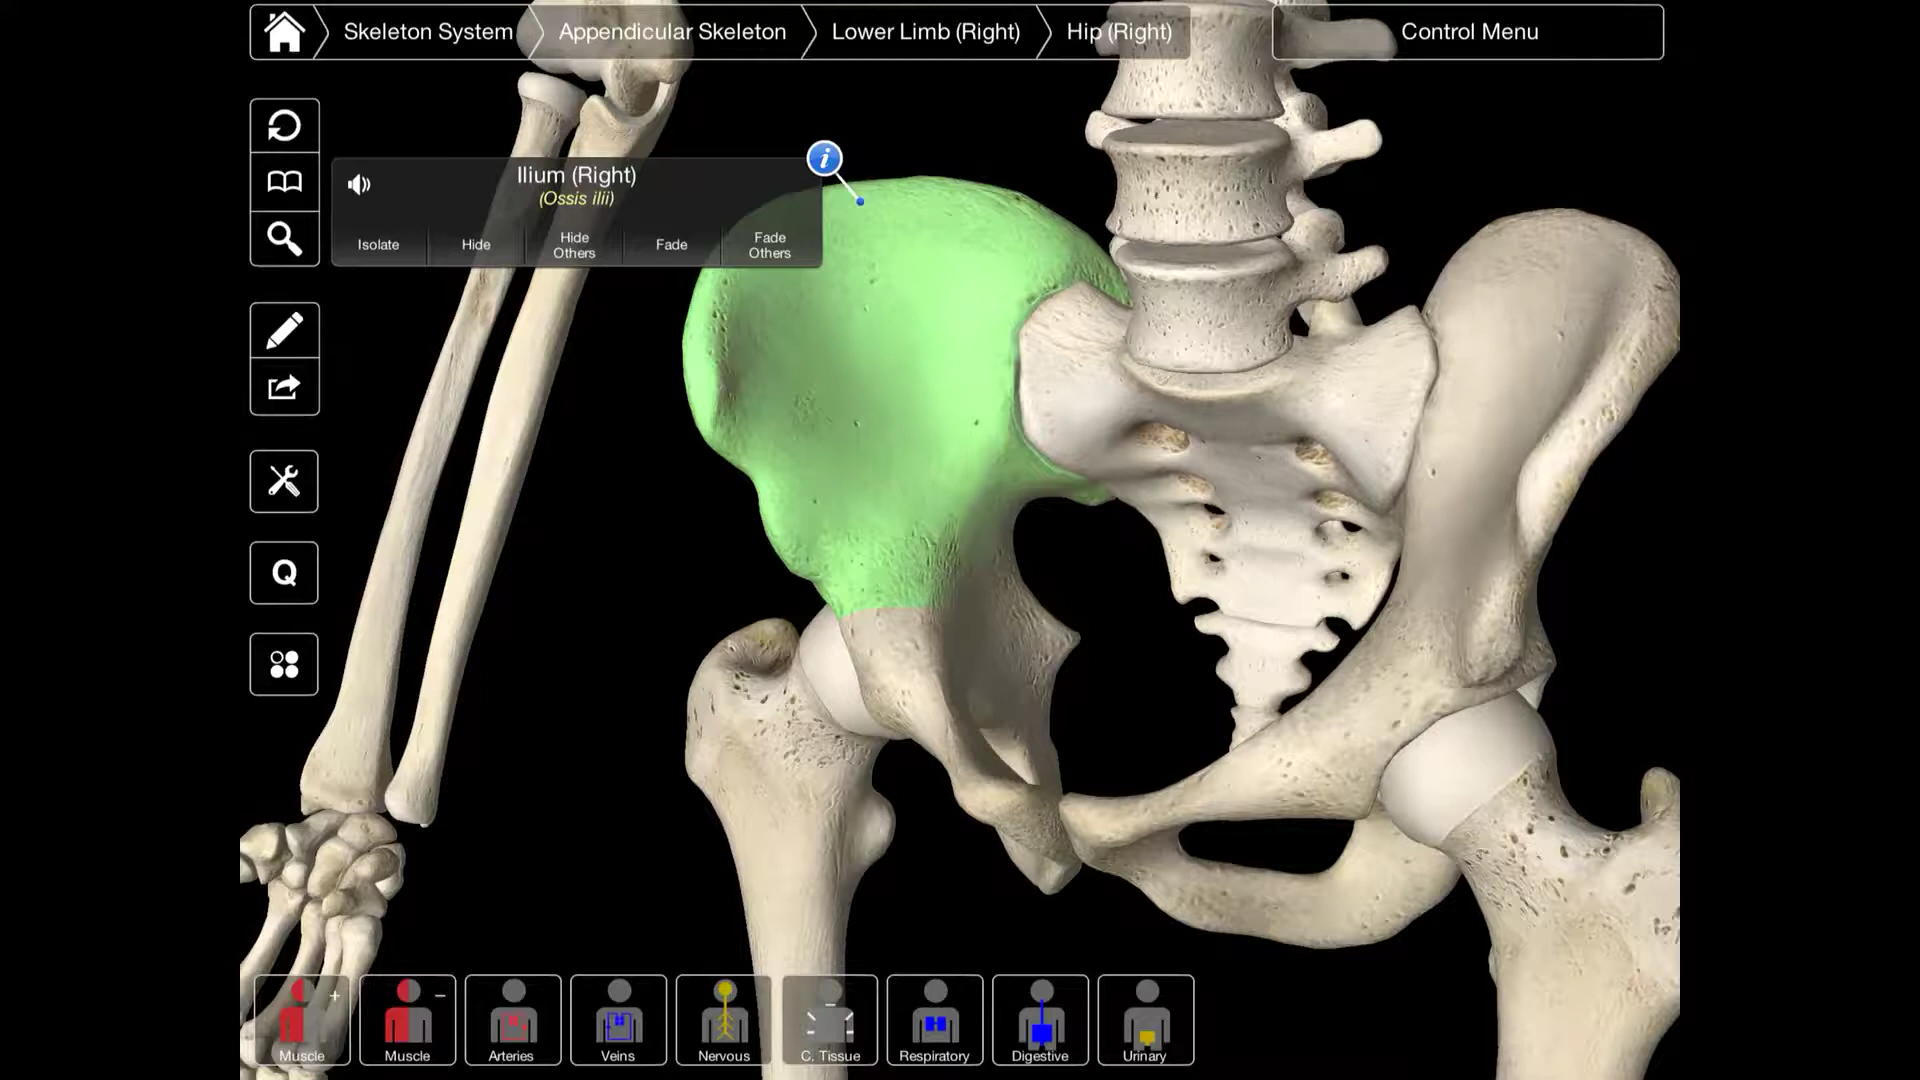 Skeleton System
Appendicular Skeleton
Lower Limb (Right)
Hip (Right)
Control Menu
i
Ilium (Right)
(Ossis ilii)
Isolate
Hide
Hide
Others
Fade
Fade
Others
Q
+
−
Muscle
Muscle
Arteries
Veins
Nervous
C. Tissue
Respiratory
Digestive
Urinary